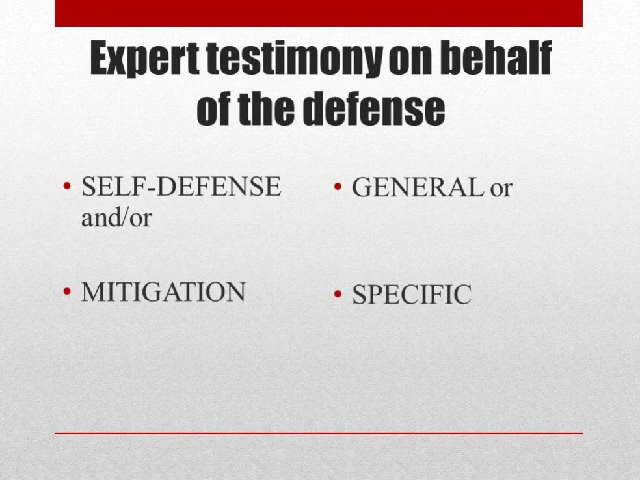 Expert testimony on behalf
of the defense
• SELF-DEFENSE
and/or
• MITIGATION
• GENERAL or
• SPECIFIC